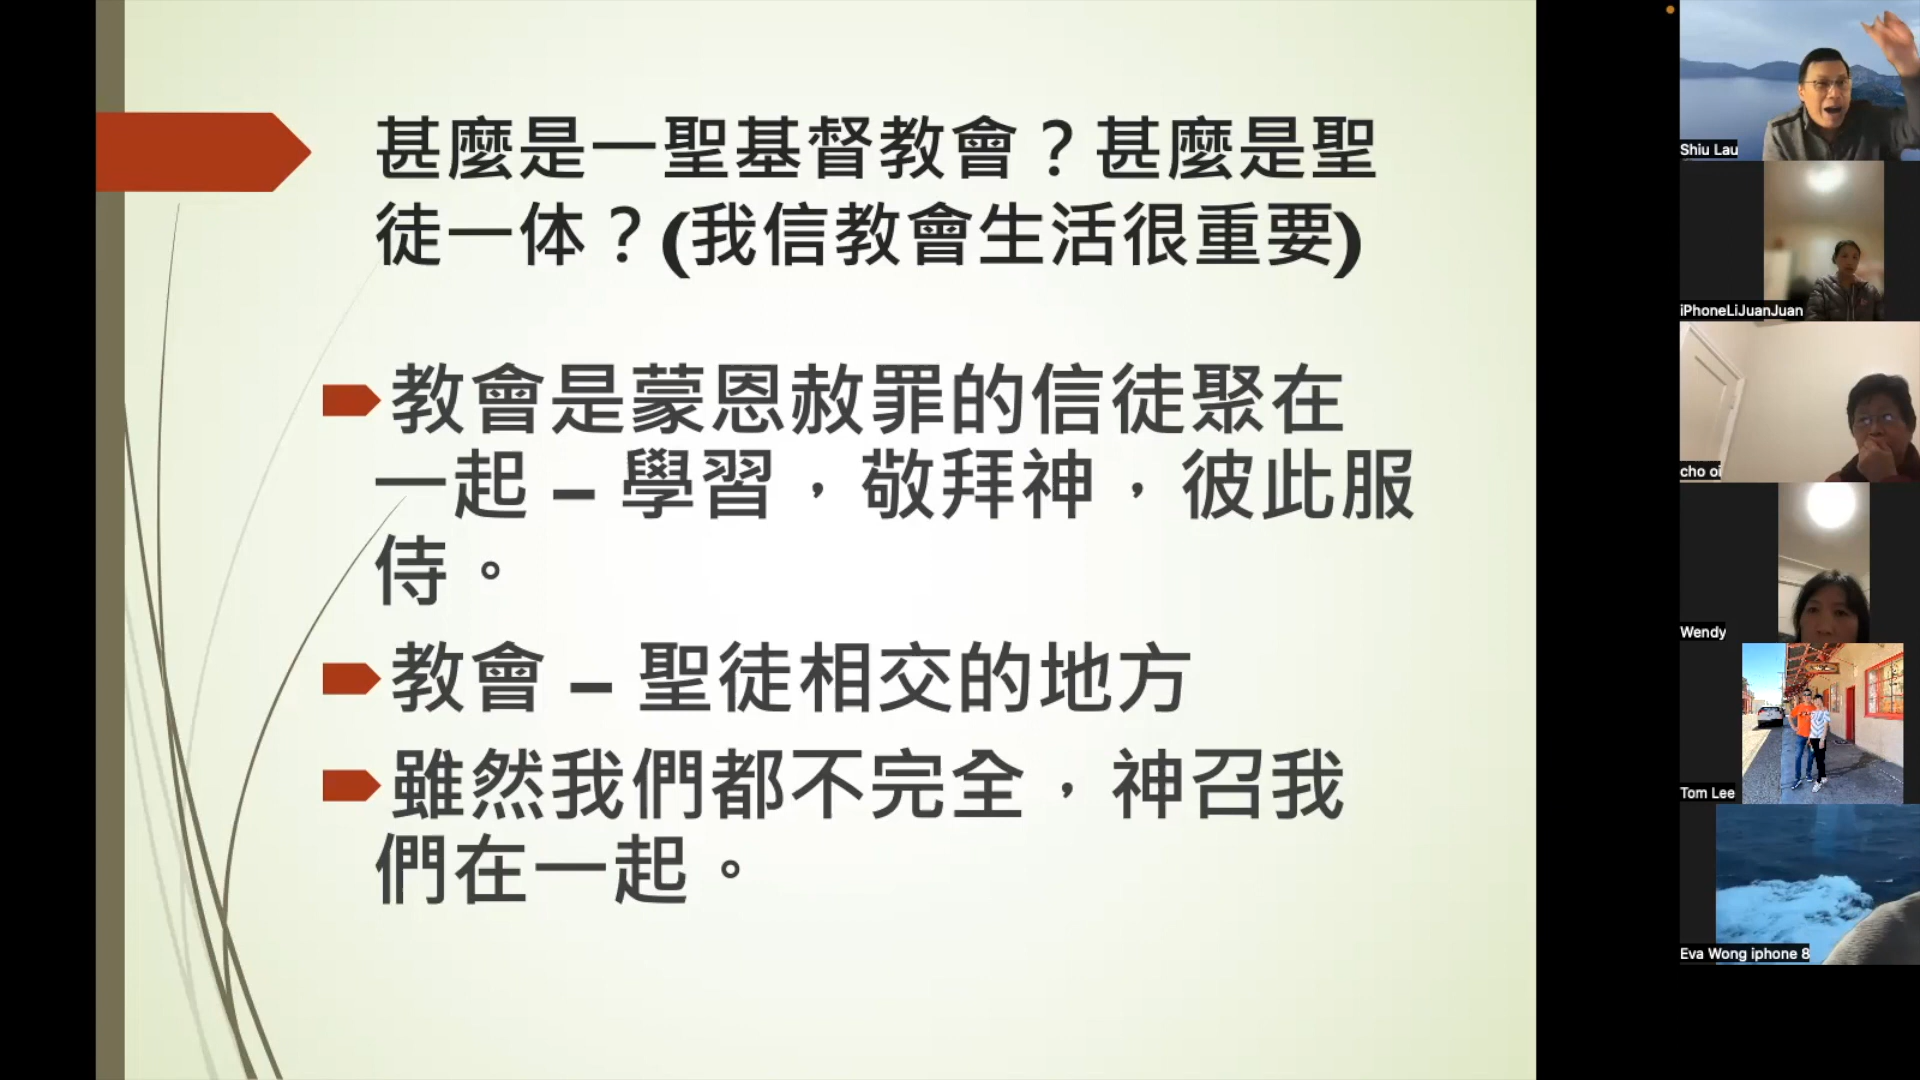 甚麼是一聖基督教會？甚麼是聖
徒一体？(我信教會生活很重要)
教會是蒙恩赦罪的信徒聚在
一起 – 學習，敬拜神，彼此服
侍。
教會 – 聖徒相交的地方
雖然我們都不完全，神召我
們在一起。
Shiu Lau
iPhoneLiJuanJuan
cho oi
Wendy
Tom Lee
Eva Wong iphone 8